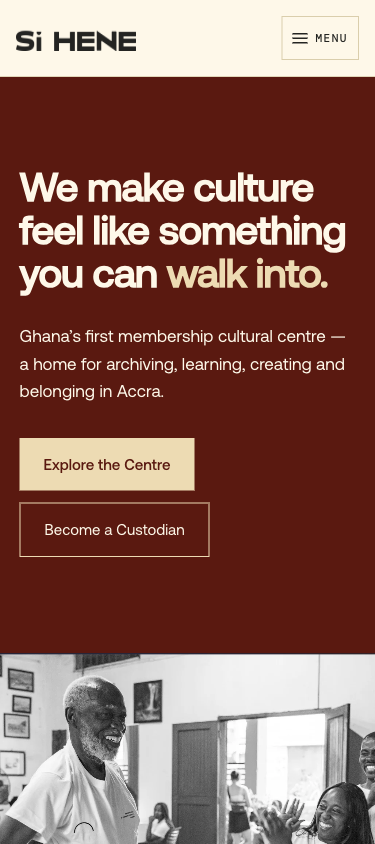 Si HENE
MENU
We make culture
feel like something
you can walk into.
Ghana’s first membership cultural centre —
a home for archiving, learning, creating and
belonging in Accra.
Explore the Centre
Become a Custodian